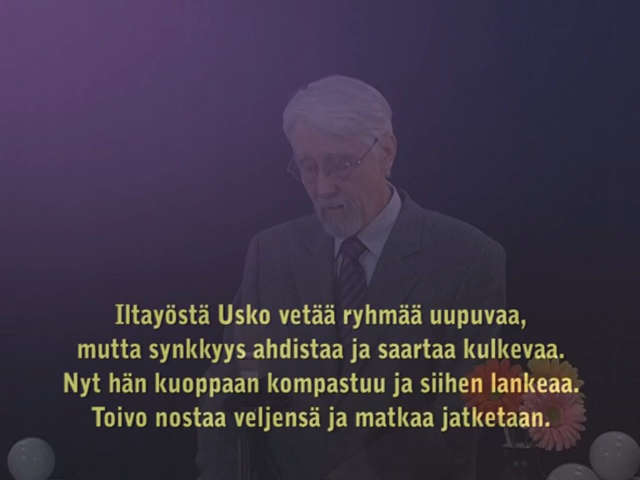 Iltayöstä Usko vetää ryhmää uupuvaa,
mutta synkkyys ahdistaa ja saartaa kulkevaa.
Nyt hän kuoppaan kompastuu ja siihen lankeaa.
Toivo nostaa veljensä ja matkaa jatketaan.